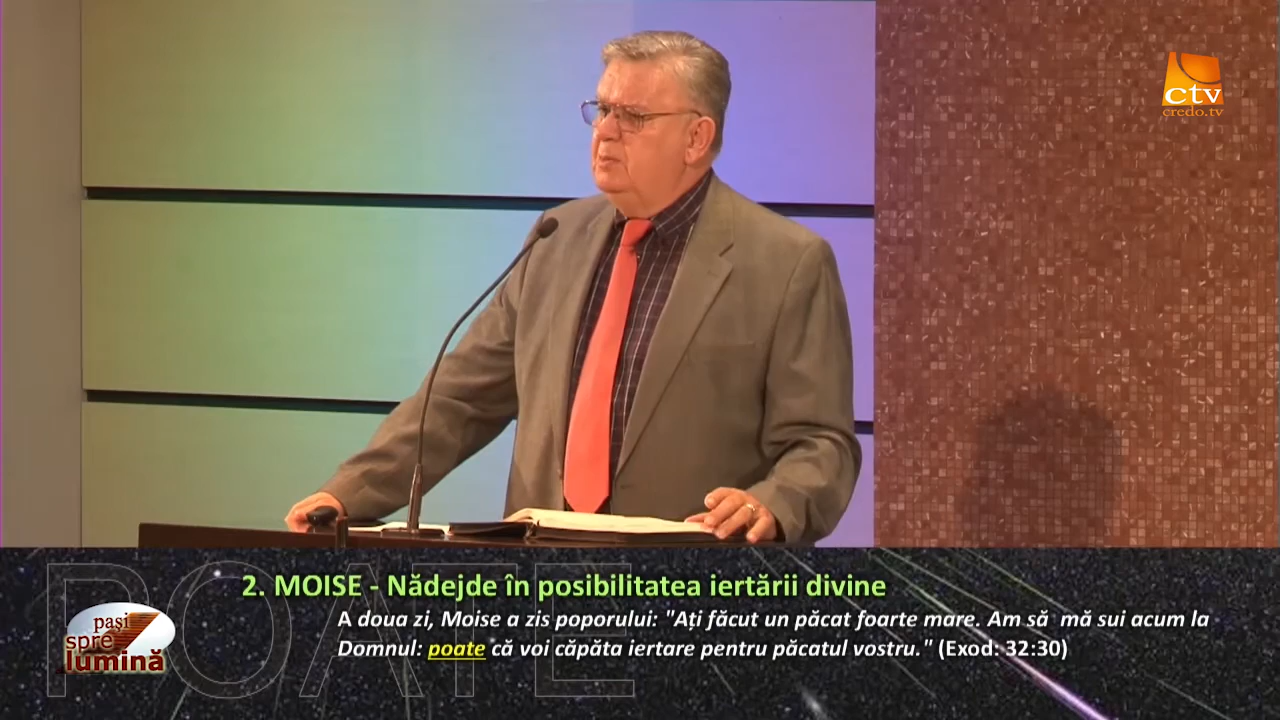 ctv
credo.tv
POATE
2. MOISE - Nădejde în posibilitatea iertării divine
A doua zi, Moise a zis poporului: "Ați făcut un păcat foarte mare. Am să  mă sui acum la
Domnul: poate că voi căpăta iertare pentru păcatul vostru." (Exod: 32:30)
pași
spre
lumină